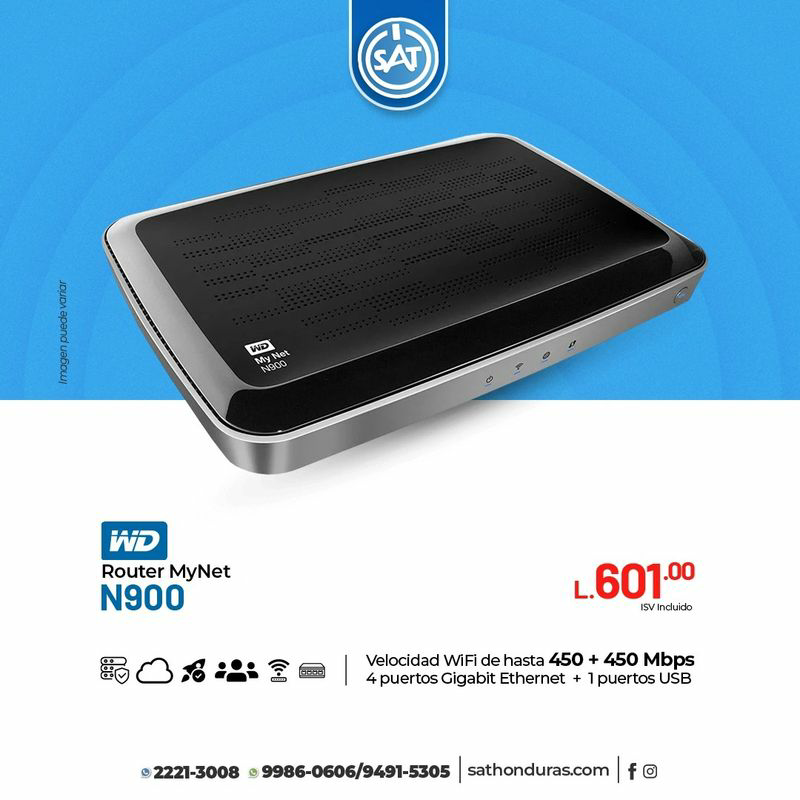 SAT
Imagen puede variar
WD
My Net
N900
WD
Router MyNet
N900
L.601.00
ISV Incluido
Velocidad WiFi de hasta 450 + 450 Mbps
4 puertos Gigabit Ethernet + 1 puertos USB
2221-3008 9986-0606/9491-5305 sathonduras.com